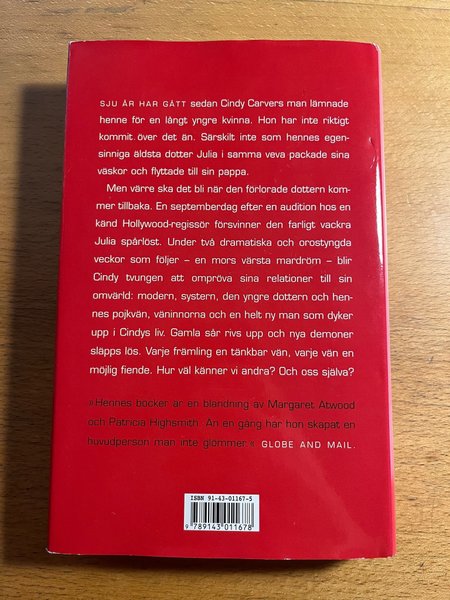 SJU ÅR HAR GÅTT sedan Cindy Carvers man lämnade
henne för en långt yngre kvinna. Hon har inte riktigt
kommit över det än. Särskilt inte som hennes egen-
sinniga äldsta dotter Julia i samma veva packade sina
väskor och flyttade till sin pappa.
Men värre ska det bli när den förlorade dottern kom-
mer tillbaka. En septemberdag efter en audition hos en
känd Hollywood-regissör försvinner den farligt vackra
Julia spårlöst. Under två dramatiska och orostyngda
veckor som följer – en mors värsta mardröm – blir
Cindy tvungen att ompröva sina relationer till sin
omvärld: modern, systern, den yngre dottern och hen-
nes pojkvän, väninnorna och en helt ny man som dyker
upp i Cindys liv. Gamla sår rivs upp och nya demoner
släpps lös. Varje främling en tänkbar vän, varje vän en
möjlig fiende. Hur väl känner vi andra? Och oss själva?
»Hennes böcker är en blandning av Margaret Atwood
och Patricia Highsmith. Än en gång har hon skapat en
huvudperson man inte glömmer.« GLOBE AND MAIL.
ISBN 91-43-01167-5
9 789143 011678